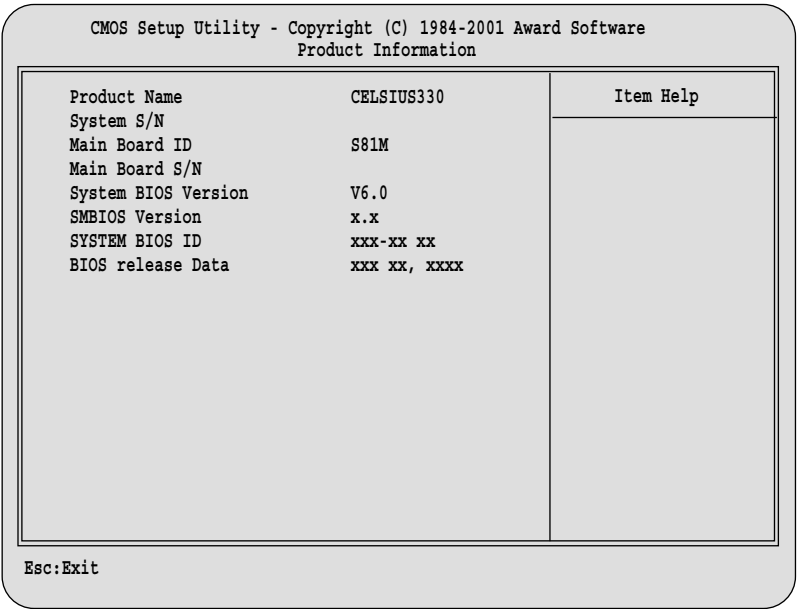 CMOS Setup Utility - Copyright (C) 1984-2001 Award Software
Product Information
Product Name CELSIUS330
System S/N
Main Board ID S81M
Main Board S/N
System BIOS Version V6.0
SMBIOS Version x.x
SYSTEM BIOS ID xxx-xx xx
BIOS release Data xxx xx, xxxx
Item Help
Esc:Exit